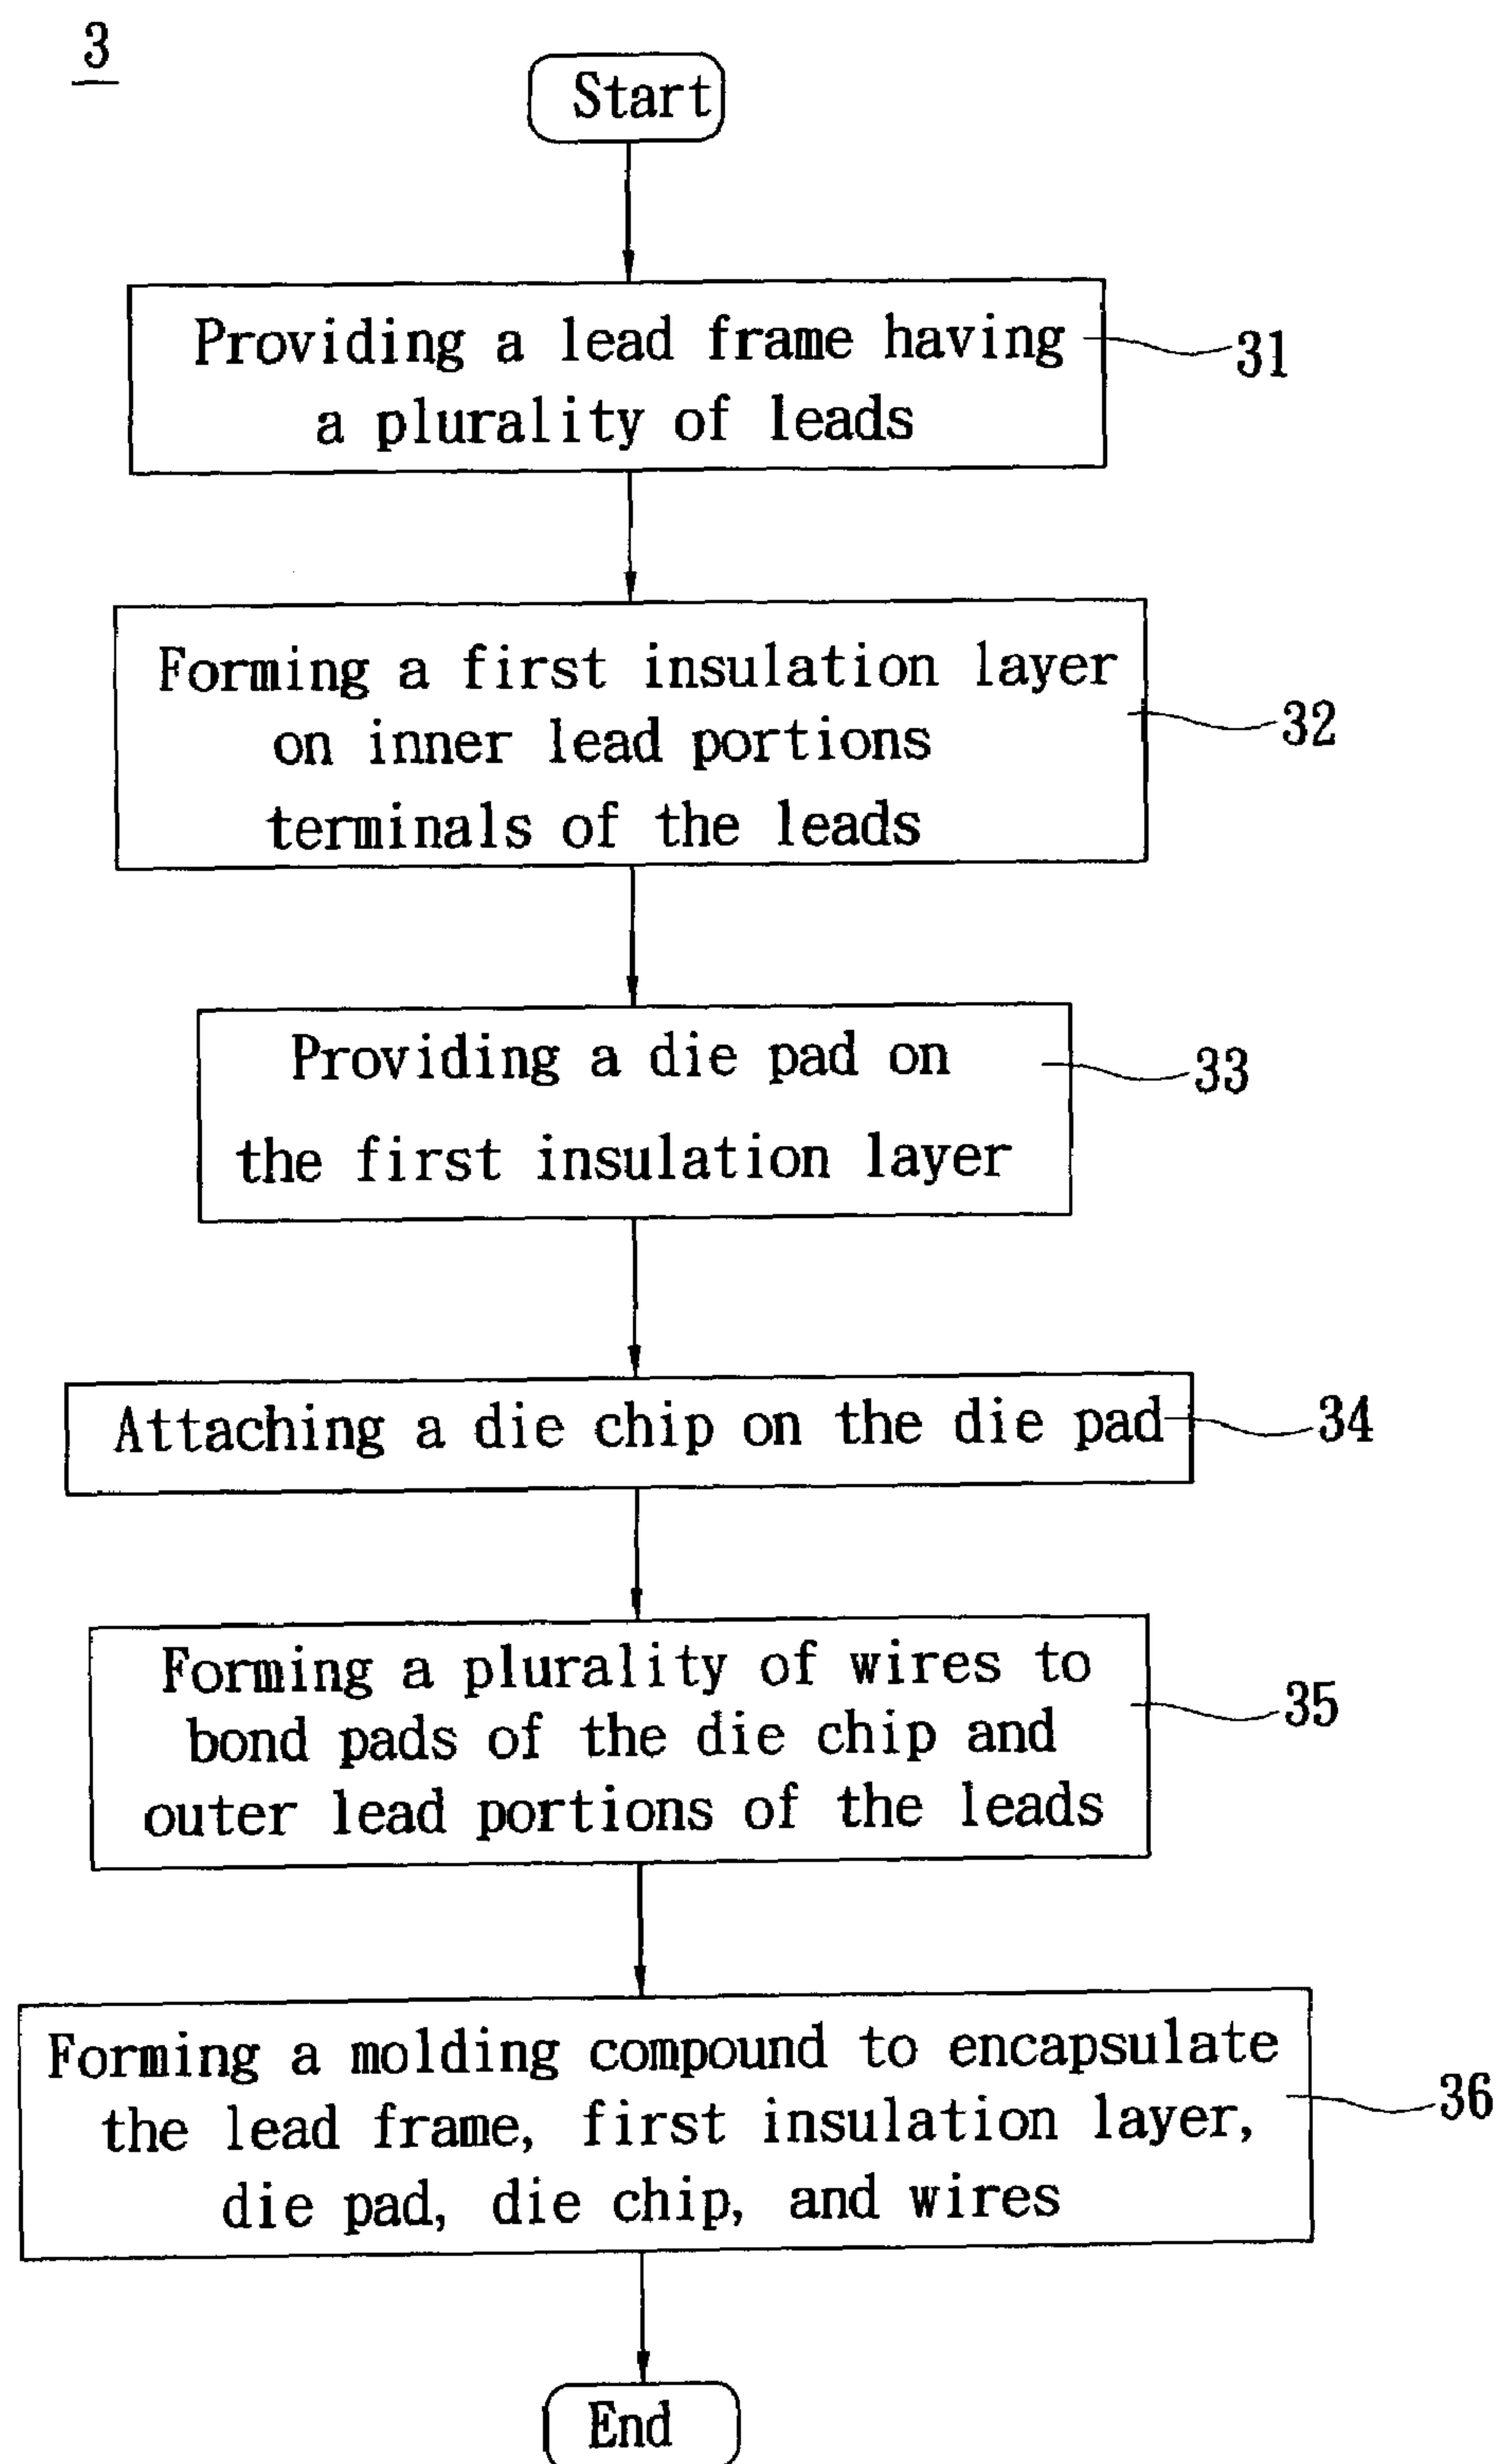 3
Start
Providing a lead frame having
a plurality of leads
31
Forming a first insulation layer
on inner lead portions
terminals of the leads
32
Providing a die pad on
the first insulation layer
33
Attaching a die chip on the die pad
34
Forming a plurality of wires to
bond pads of the die chip and
outer lead portions of the leads
35
Forming a molding compound to encapsulate
the lead frame, first insulation layer,
die pad, die chip, and wires
36
End